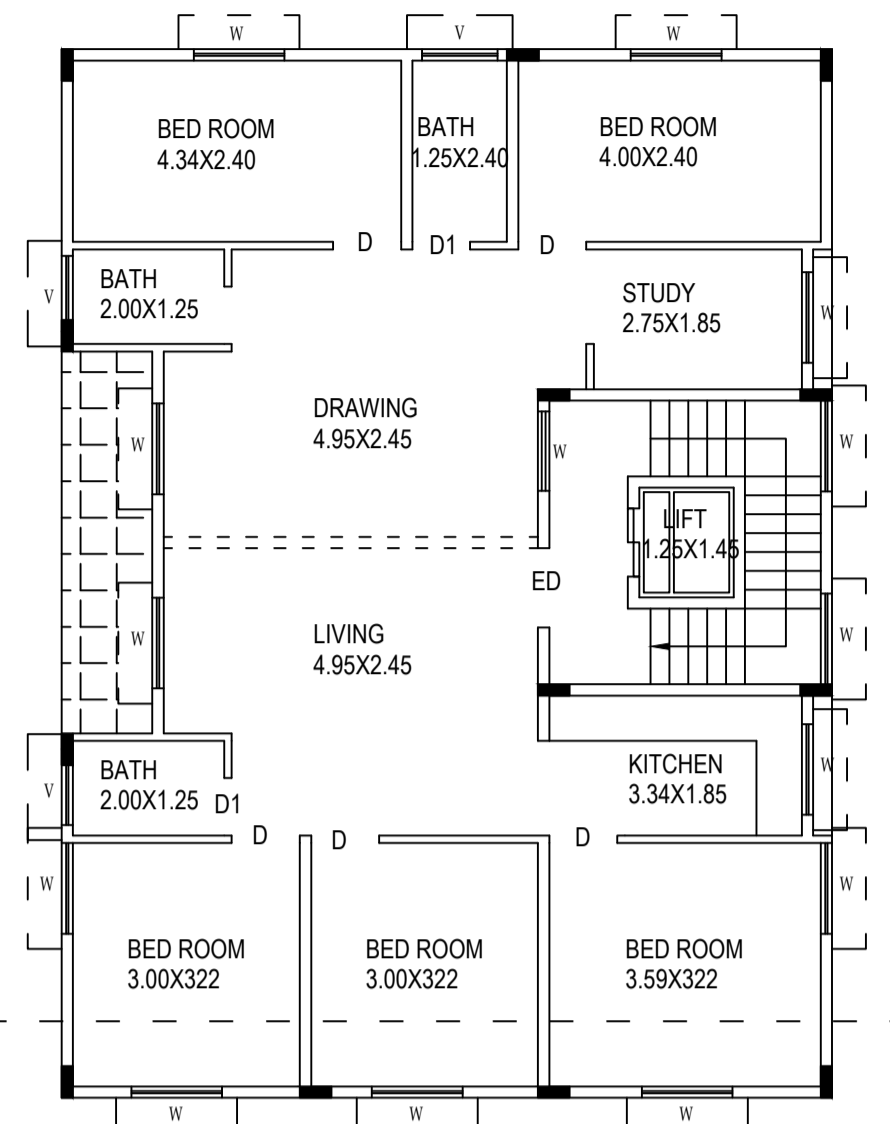 W
V
W
BED ROOM
4.34X2.40
BATH
1.25X2.40
BED ROOM
4.00X2.40
D
D1
D
BATH
2.00X1.25
V
STUDY
2.75X1.85
W
DRAWING
4.95X2.45
W
W
W
LIFT
1.25X1.45
ED
LIVING
4.95X2.45
W
W
BATH
2.00X1.25
V
D1
KITCHEN
3.34X1.85
W
D
D
D
W
W
BED ROOM
3.00X322
BED ROOM
3.00X322
BED ROOM
3.59X322
W
W
W